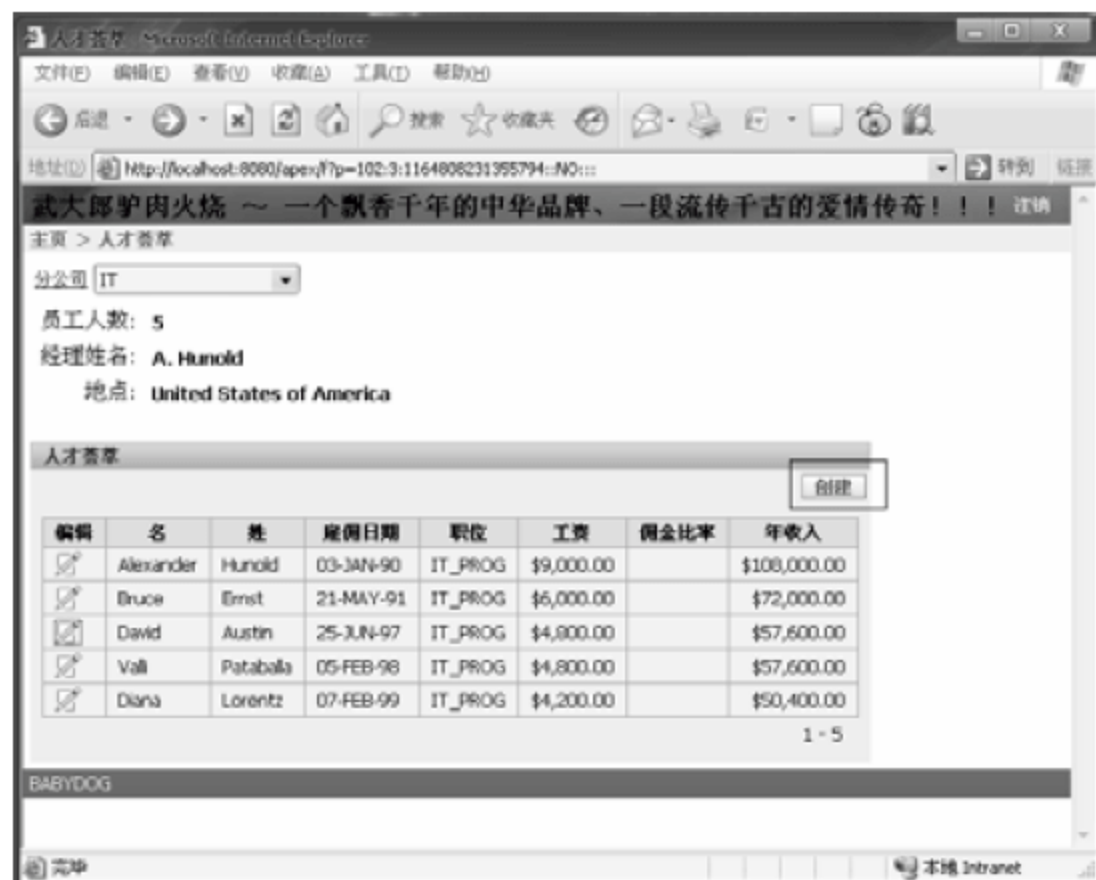 人才荟萃 - Microsoft Internet Explorer
文件(F) 编辑(E) 查看(V) 收藏(A) 工具(T) 帮助(H)
后退 搜索 收藏夹
地址(D) http://localhost:8080/apex/f?p=102:3:1164808231355794::NO::: 转到 链接
武大郎驴肉火烧 ～ 一个飘香千年的中华品牌、一段流传千古的爱情传奇！！！ 注销
主页 > 人才荟萃
分公司 IT
员工人数: 5
经理姓名: A. Hunold
地点: United States of America
人才荟萃
创建
编辑 名 姓 雇佣日期 职位 工资 佣金比率 年收入
Alexander Hunold 03-JAN-90 IT_PROG $9,000.00 $108,000.00
Bruce Ernst 21-MAY-91 IT_PROG $6,000.00 $72,000.00
David Austin 25-JUN-97 IT_PROG $4,800.00 $57,600.00
Valli Pataballa 05-FEB-98 IT_PROG $4,800.00 $57,600.00
Diana Lorentz 07-FEB-99 IT_PROG $4,200.00 $50,400.00
1 - 5
BABYDOG
完毕 本地 Intranet